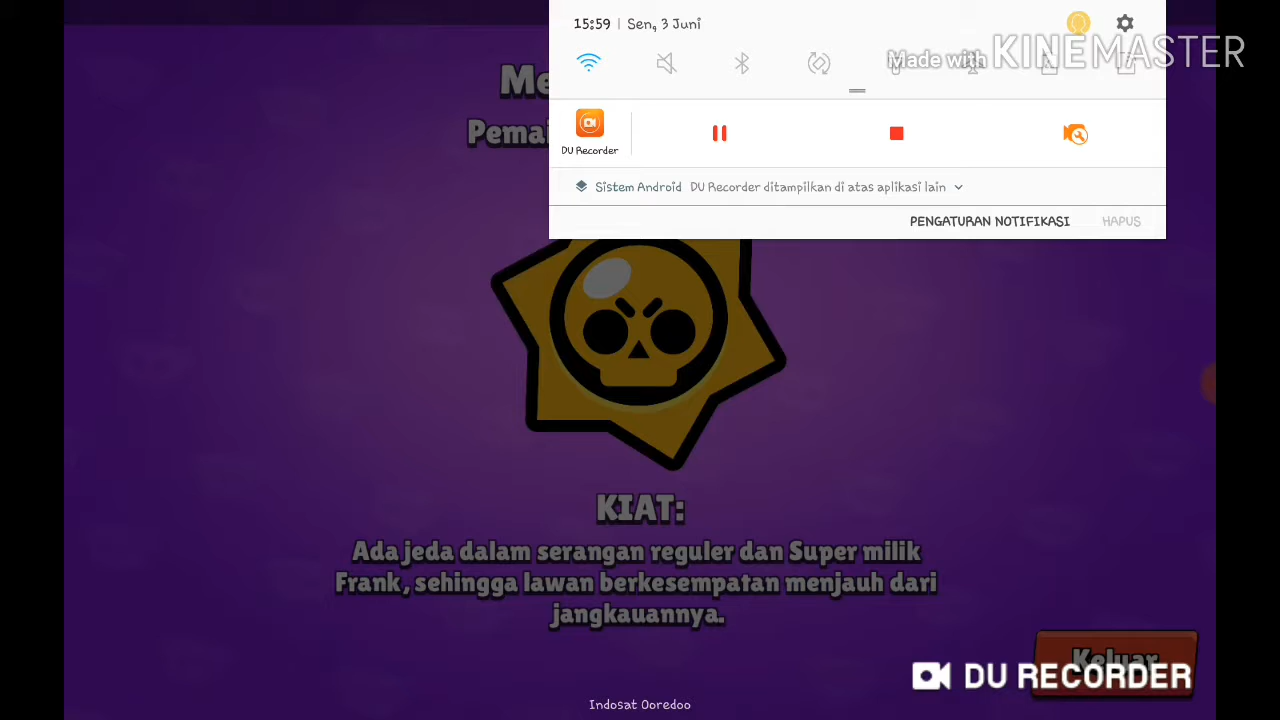 15:59 | Sen, 3 Juni
Made with KINEMASTER
DU Recorder
Sistem Android DU Recorder ditampilkan di atas aplikasi lain
PENGATURAN NOTIFIKASI HAPUS
Me
Pemai
KIAT:
Ada jeda dalam serangan reguler dan Super milik
Frank, sehingga lawan berkesempatan menjauh dari
jangkauannya.
Keluar
DU RECORDER
Indosat Ooredoo